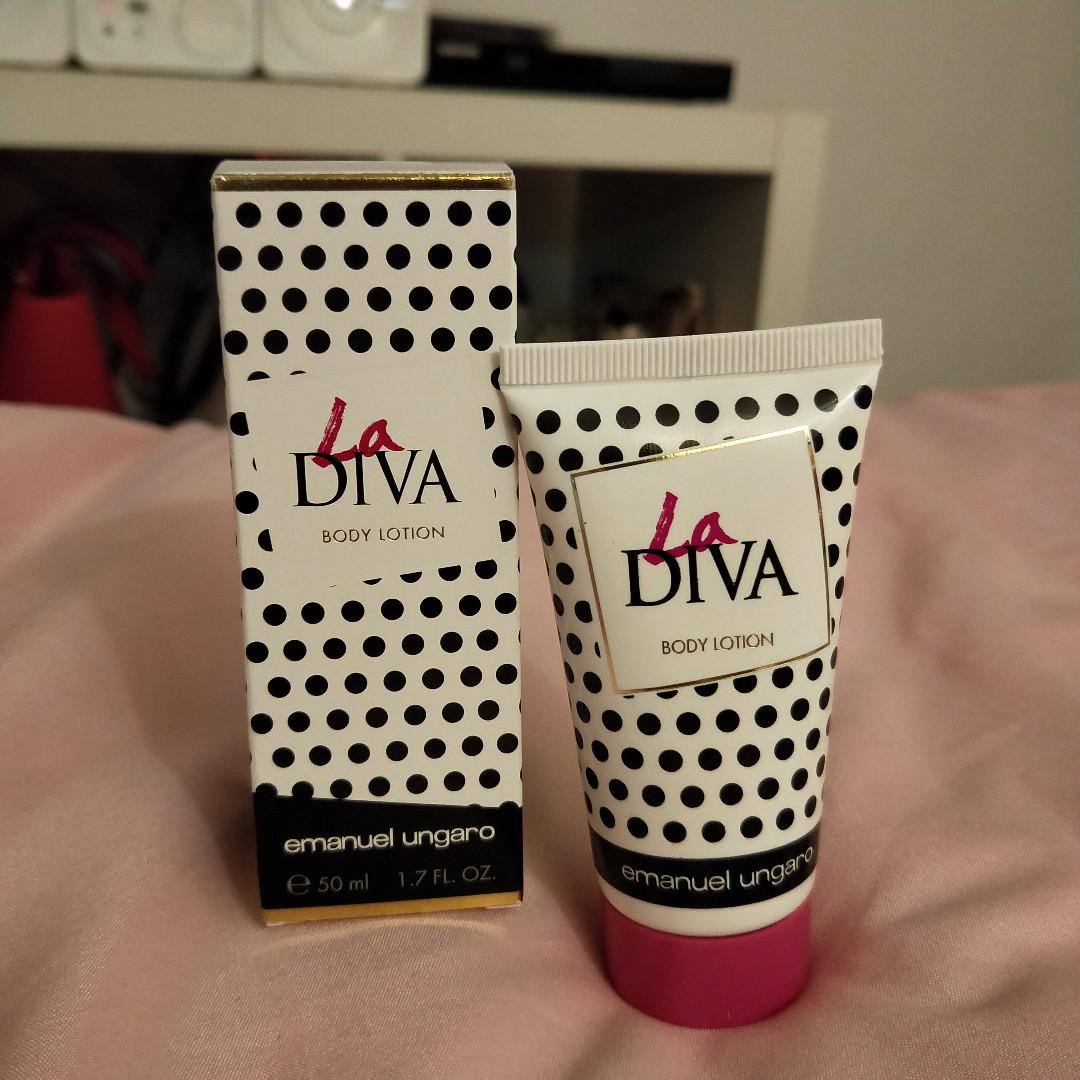 La
DIVA
BODY LOTION
emanuel ungaro
℮ 50 ml 1.7 FL. OZ.
La
DIVA
BODY LOTION
emanuel ungaro